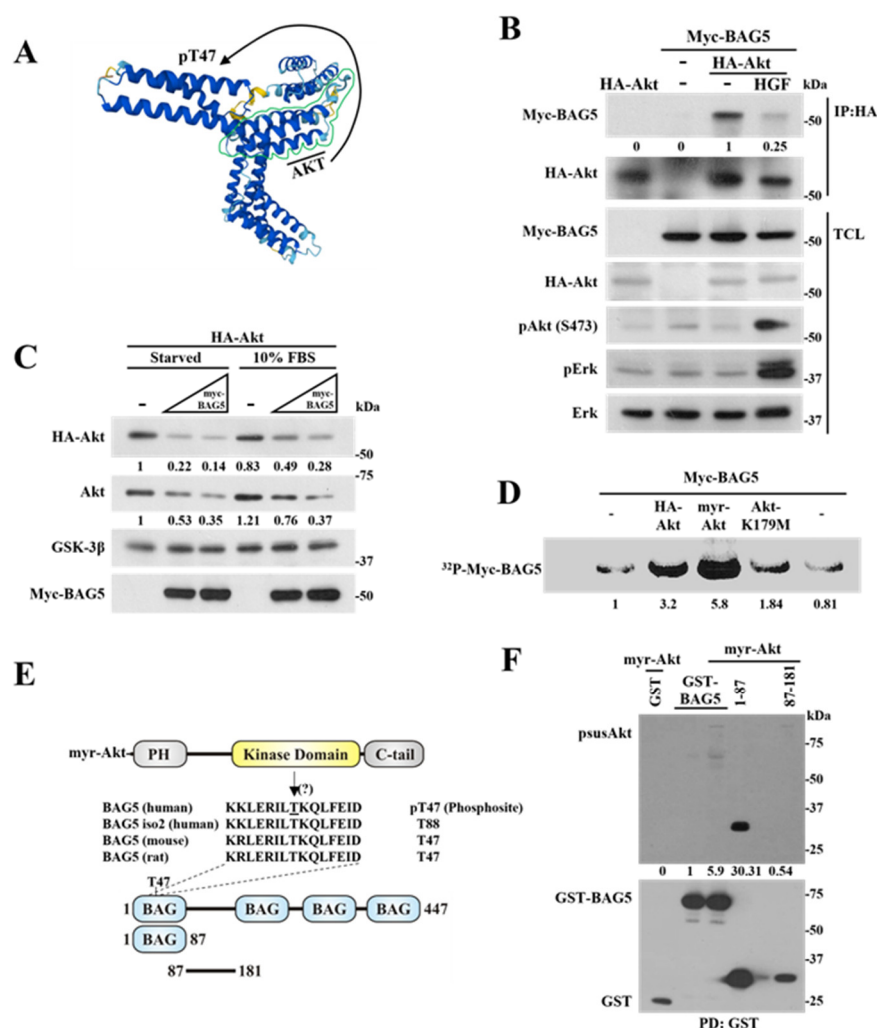 A
pT47
AKT
B
Myc-BAG5
HA-Akt
HA-Akt - - HGF kDa
Myc-BAG5 -50 IP:HA
0 0 1 0.25
HA-Akt -50
Myc-BAG5 -50 TCL
HA-Akt -50
pAkt (S473) -50
pErk -37
Erk -37
C
HA-Akt
Starved 10% FBS
- myc-BAG5 - myc-BAG5 kDa
HA-Akt -50
1 0.22 0.14 0.83 0.49 0.28 -75
Akt
1 0.53 0.35 1.21 0.76 0.37 -50
GSK-3β -37
Myc-BAG5 -50
D
Myc-BAG5
- HA-Akt myr-Akt Akt-K179M -
³²P-Myc-BAG5
1 3.2 5.8 1.84 0.81
E
myr-Akt PH Kinase Domain C-tail
(?)
BAG5 (human) KKLERILTKQLFEID pT47 (Phosphosite)
BAG5 iso2 (human) KKLERILTKQLFEID T88
BAG5 (mouse) KRLERILTKQLFEID T47
BAG5 (rat) KRLERILTKQLFEID T47
T47
1 BAG BAG BAG BAG 447
1 BAG 87
87 181
F
myr-Akt myr-Akt
GST GST-BAG5 1-87 87-181
kDa
psusAkt -75
-50
-37
-25
0 1 5.9 30.31 0.54
GST-BAG5 -75
-50
-37
GST -25
PD: GST